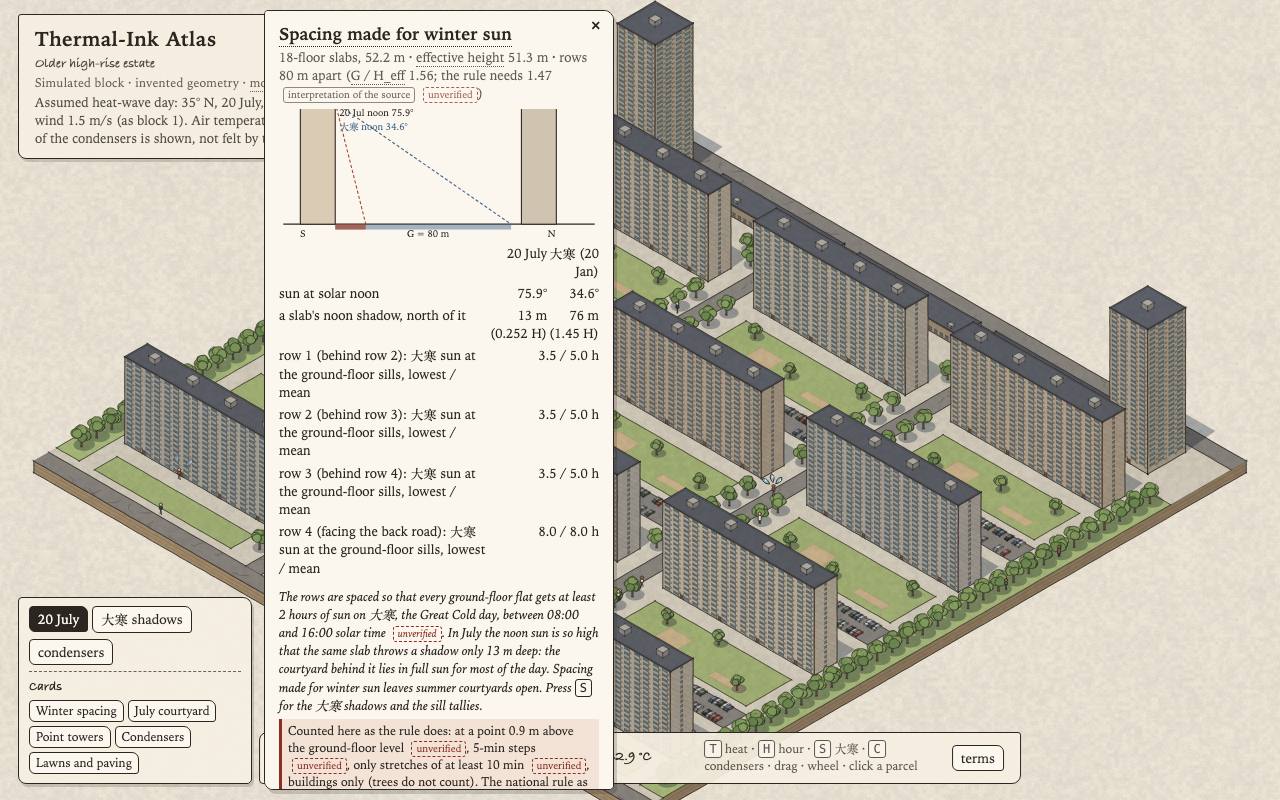 Thermal-Ink Atlas
Older high-rise estate
Simulated block · invented geometry ·
Assumed heat-wave day: 35° N, 20 July,
wind 1.5 m/s (as block 1). Air
of the condensers is shown, not felt by
×
Spacing made for winter sun
18-floor slabs, 52.2 m · effective height 51.3 m · rows
80 m apart (G / H_eff 1.56; the rule needs 1.47
interpretation of the source unverified )
20 Jul noon 75.9°
大寒 noon 34.6°
S G = 80 m N
20 July 大寒 (20
Jan)
sun at solar noon 75.9° 34.6°
a slab's noon shadow, north of it 13 m 76 m
(0.252 H) (1.45 H)
row 1 (behind row 2): 大寒 sun at 3.5 / 5.0 h
the ground-floor sills, lowest /
mean
row 2 (behind row 3): 大寒 sun at 3.5 / 5.0 h
the ground-floor sills, lowest /
mean
row 3 (behind row 4): 大寒 sun at 3.5 / 5.0 h
the ground-floor sills, lowest /
mean
row 4 (facing the back road): 大寒 8.0 / 8.0 h
sun at the ground-floor sills, lowest
/ mean
The rows are spaced so that every ground-floor flat gets at least
2 hours of sun on 大寒, the Great Cold day, between 08:00
and 16:00 solar time unverified. In July the noon sun is so high
that the same slab throws a shadow only 13 m deep: the
courtyard behind it lies in full sun for most of the day. Spacing
made for winter sun leaves summer courtyards open. Press S
for the 大寒 shadows and the sill tallies.
Counted here as the rule does: at a point 0.9 m above
the ground-floor level unverified, 5-min steps
unverified, only stretches of at least 10 min unverified,
buildings only (trees do not count). The national rule as
20 July 大寒 shadows
condensers
Cards
Winter spacing July courtyard
Point towers Condensers
Lawns and paving
2.9 °C
T heat · H hour · S 大寒 · C
condensers · drag · wheel · click a parcel
terms